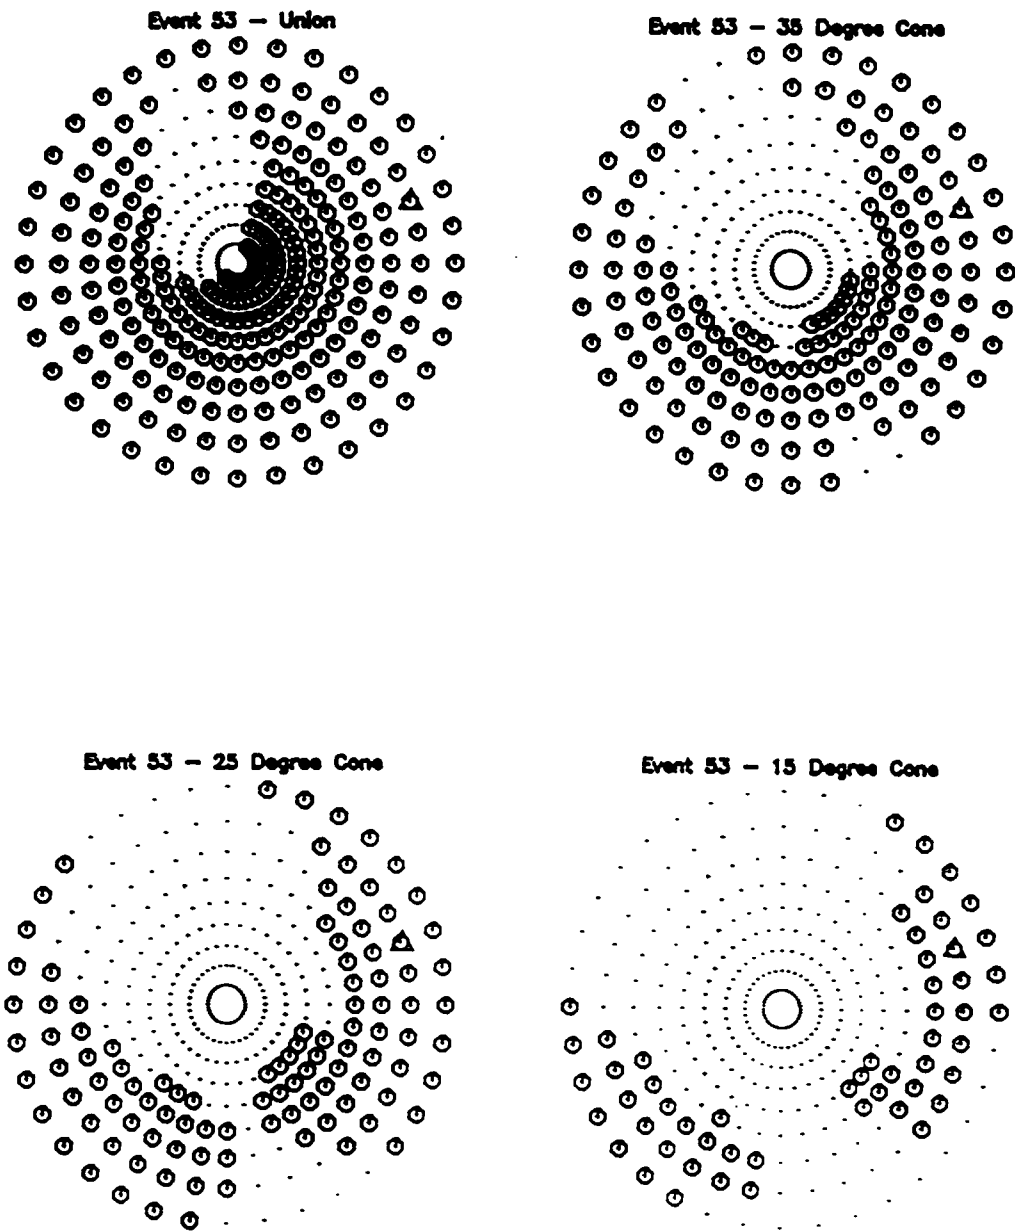 Event 53 – Union
Event 53 – 35 Degree Cone
Event 53 – 25 Degree Cone
Event 53 – 15 Degree Cone